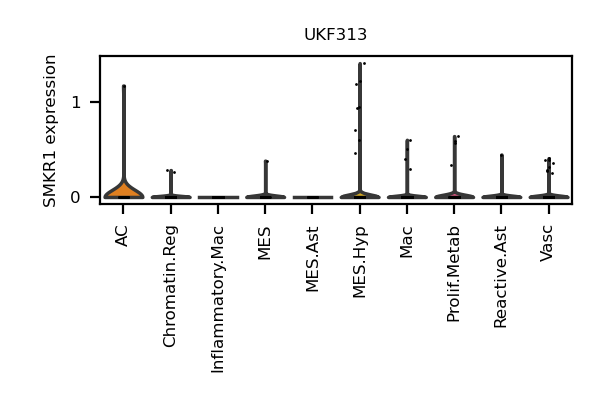 UKF313
SMKR1 expression
1
0
AC
Chromatin.Reg
Inflammatory.Mac
MES
MES.Ast
MES.Hyp
Mac
Prolif.Metab
Reactive.Ast
Vasc